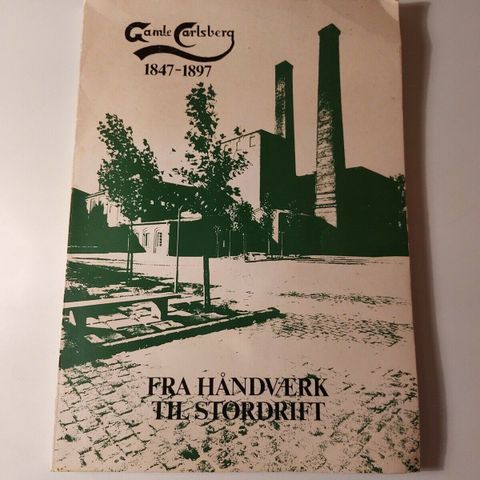 Gamle Carlsberg
1847-1897
FRA HÅNDVÆRK
TIL STORDRIFT